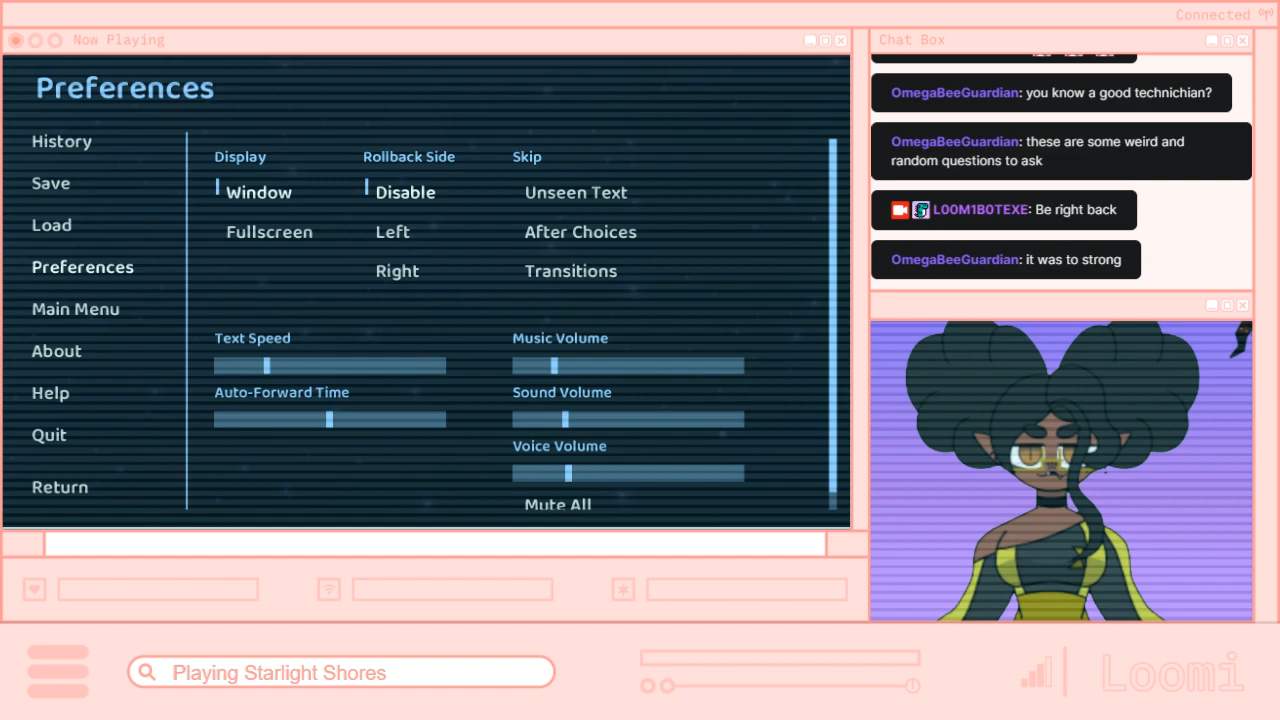 Connected
Now Playing
Chat Box
Preferences
History
Save
Load
Preferences
Main Menu
About
Help
Quit
Return
Display
Window
Fullscreen
Rollback Side
Disable
Left
Right
Skip
Unseen Text
After Choices
Transitions
Text Speed
Auto-Forward Time
Music Volume
Sound Volume
Voice Volume
Mute All
OmegaBeeGuardian: you know a good technichian?
OmegaBeeGuardian: these are some weird and
random questions to ask
L00M1B0TEXE: Be right back
OmegaBeeGuardian: it was to strong
Playing Starlight Shores
Loomi